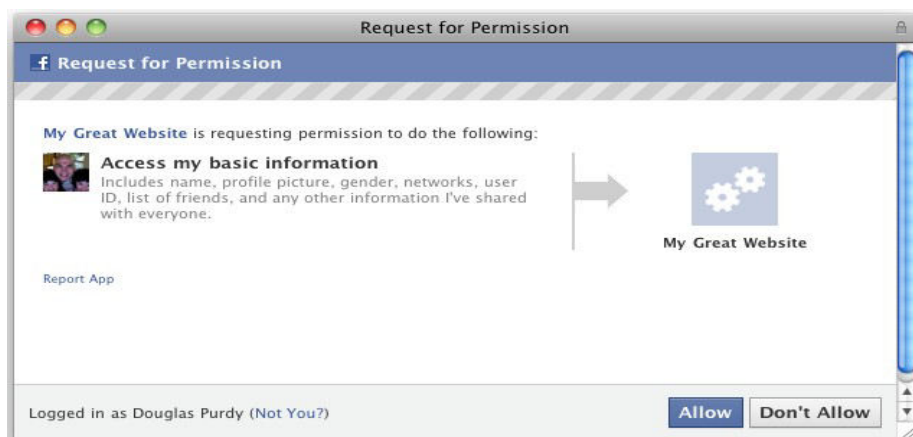 Request for Permission
f Request for Permission
My Great Website is requesting permission to do the following:
Access my basic information
Includes name, profile picture, gender, networks, user
ID, list of friends, and any other information I've shared
with everyone.
My Great Website
Report App
Logged in as Douglas Purdy (Not You?)
Allow
Don't Allow